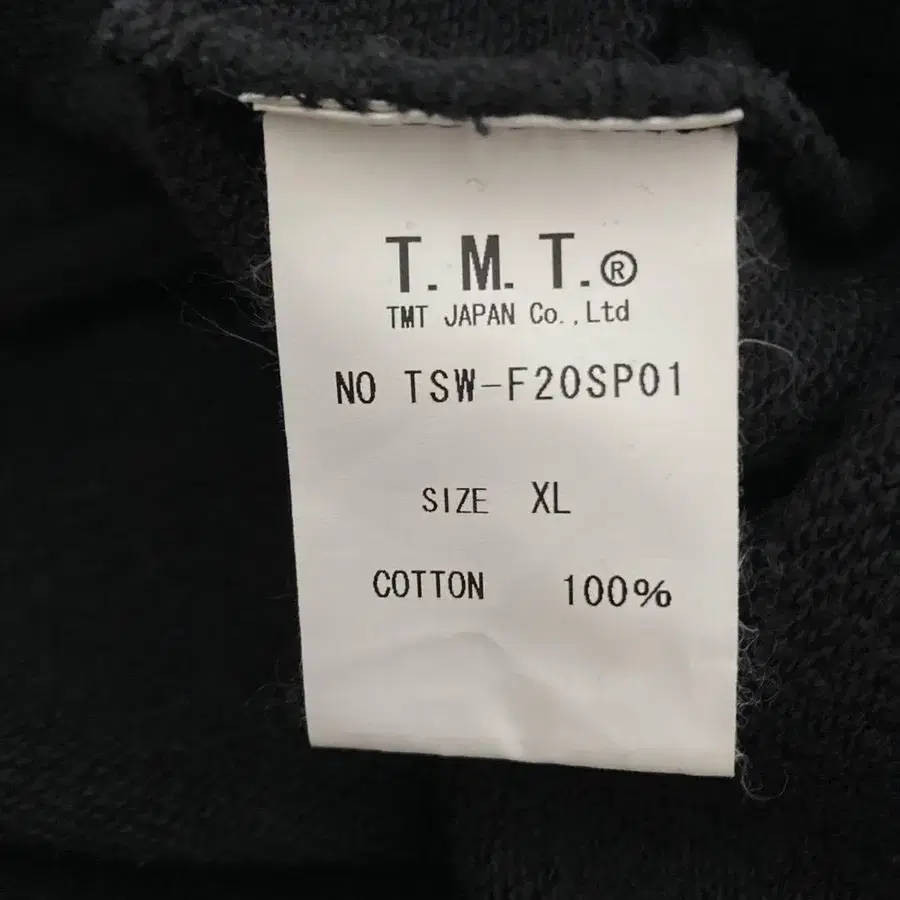 T.M.T.®
TMT JAPAN Co.,Ltd
NO TSW-F20SP01
SIZE XL
COTTON 100%